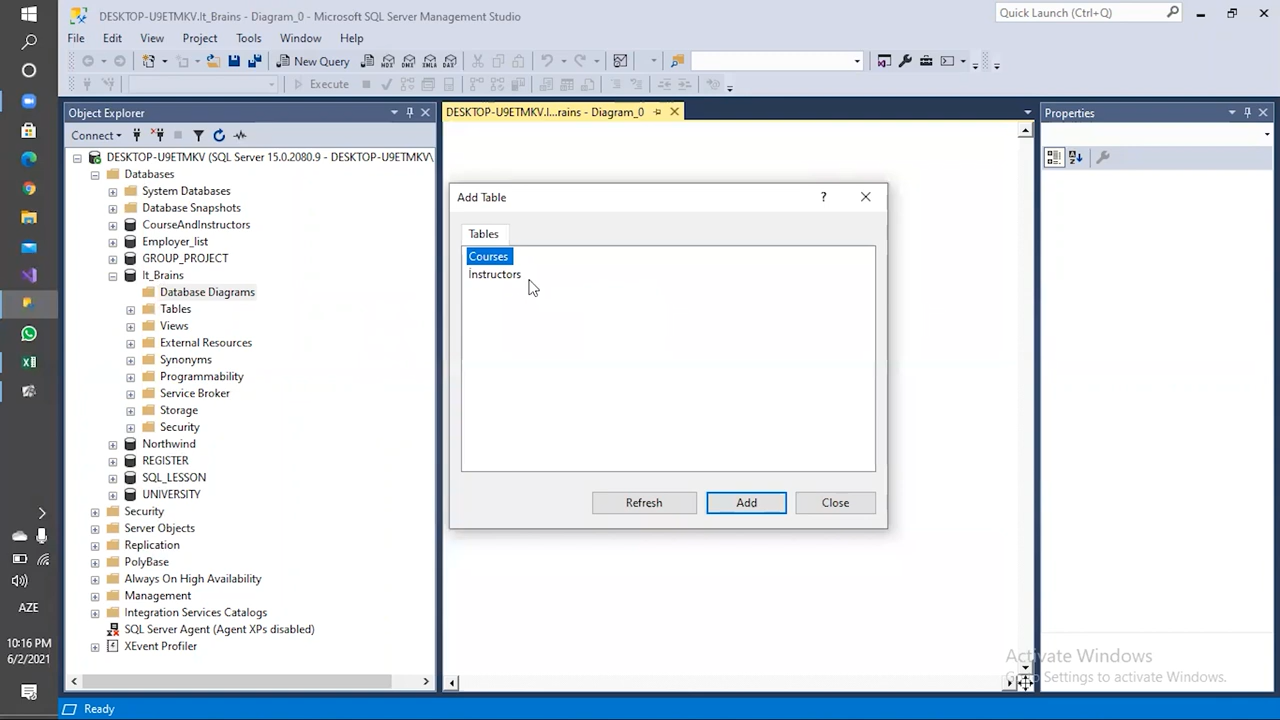 DESKTOP-U9ETMKV.It_Brains - Diagram_0 - Microsoft SQL Server Management Studio
Quick Launch (Ctrl+Q)
File Edit View Project Tools Window Help
New Query
Execute
Object Explorer
DESKTOP-U9ETMKV.I...rains - Diagram_0
Properties
Connect
DESKTOP-U9ETMKV (SQL Server 15.0.2080.9 - DESKTOP-U9ETMKV\
Databases
System Databases
Database Snapshots
CourseAndInstructors
Employer_list
GROUP_PROJECT
It_Brains
Database Diagrams
Tables
Views
External Resources
Synonyms
Programmability
Service Broker
Storage
Security
Northwind
REGISTER
SQL_LESSON
UNIVERSITY
Security
Server Objects
Replication
PolyBase
Always On High Availability
Management
Integration Services Catalogs
SQL Server Agent (Agent XPs disabled)
XEvent Profiler
Add Table
?
Tables
Courses
İnstructors
Refresh
Add
Close
Activate Windows
Go to Settings to activate Windows.
AZE
10:16 PM
6/2/2021
Ready